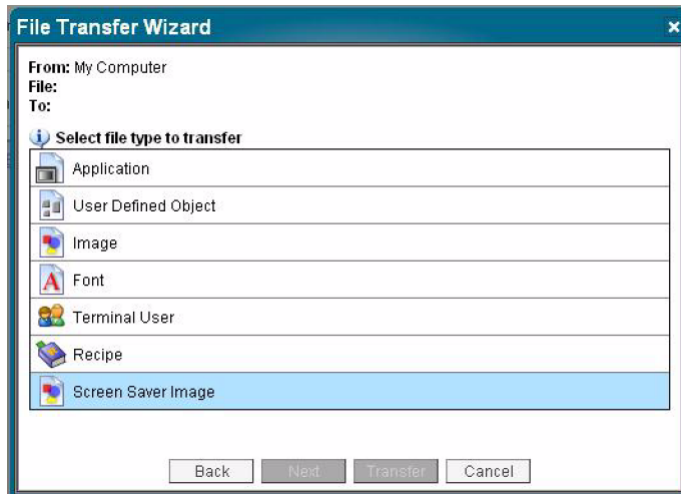 File Transfer Wizard
From: My Computer
File:
To:
Select file type to transfer
Application
User Defined Object
Image
Font
Terminal User
Recipe
Screen Saver Image
Back Next Transfer Cancel